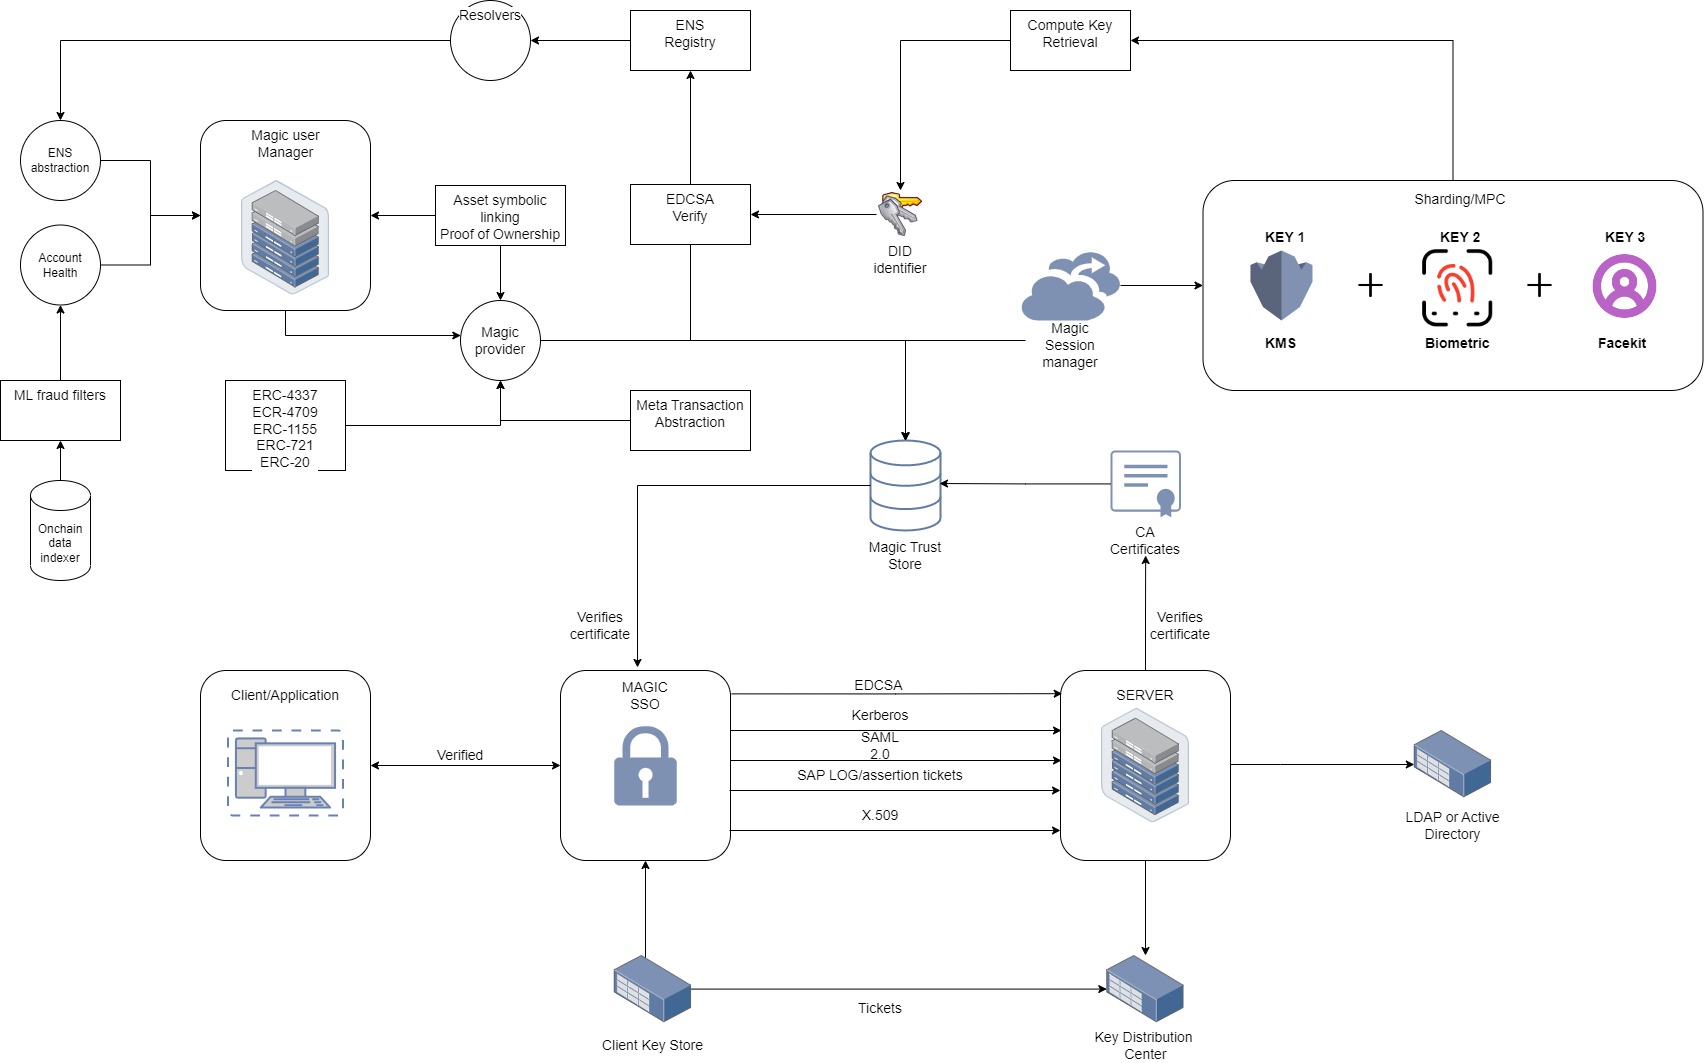 Resolvers
ENS
Registry
Compute Key
Retrieval
ENS
abstraction
Magic user
Manager
Asset symbolic
linking
Proof of Ownership
EDCSA
Verify
DID
identifier
Sharding/MPC
KEY 1
KEY 2
KEY 3
KMS
Biometric
Facekit
Account
Health
Magic
provider
Magic
Session
manager
ML fraud filters
ERC-4337
ECR-4709
ERC-1155
ERC-721
ERC-20
Meta Transaction
Abstraction
Onchain
data
indexer
Magic Trust
Store
CA
Certificates
Verifies
certificate
Verifies
certificate
Client/Application
Verified
MAGIC
SSO
EDCSA
Kerberos
SAML
2.0
SAP LOG/assertion tickets
X.509
SERVER
LDAP or Active
Directory
Client Key Store
Tickets
Key Distribution
Center